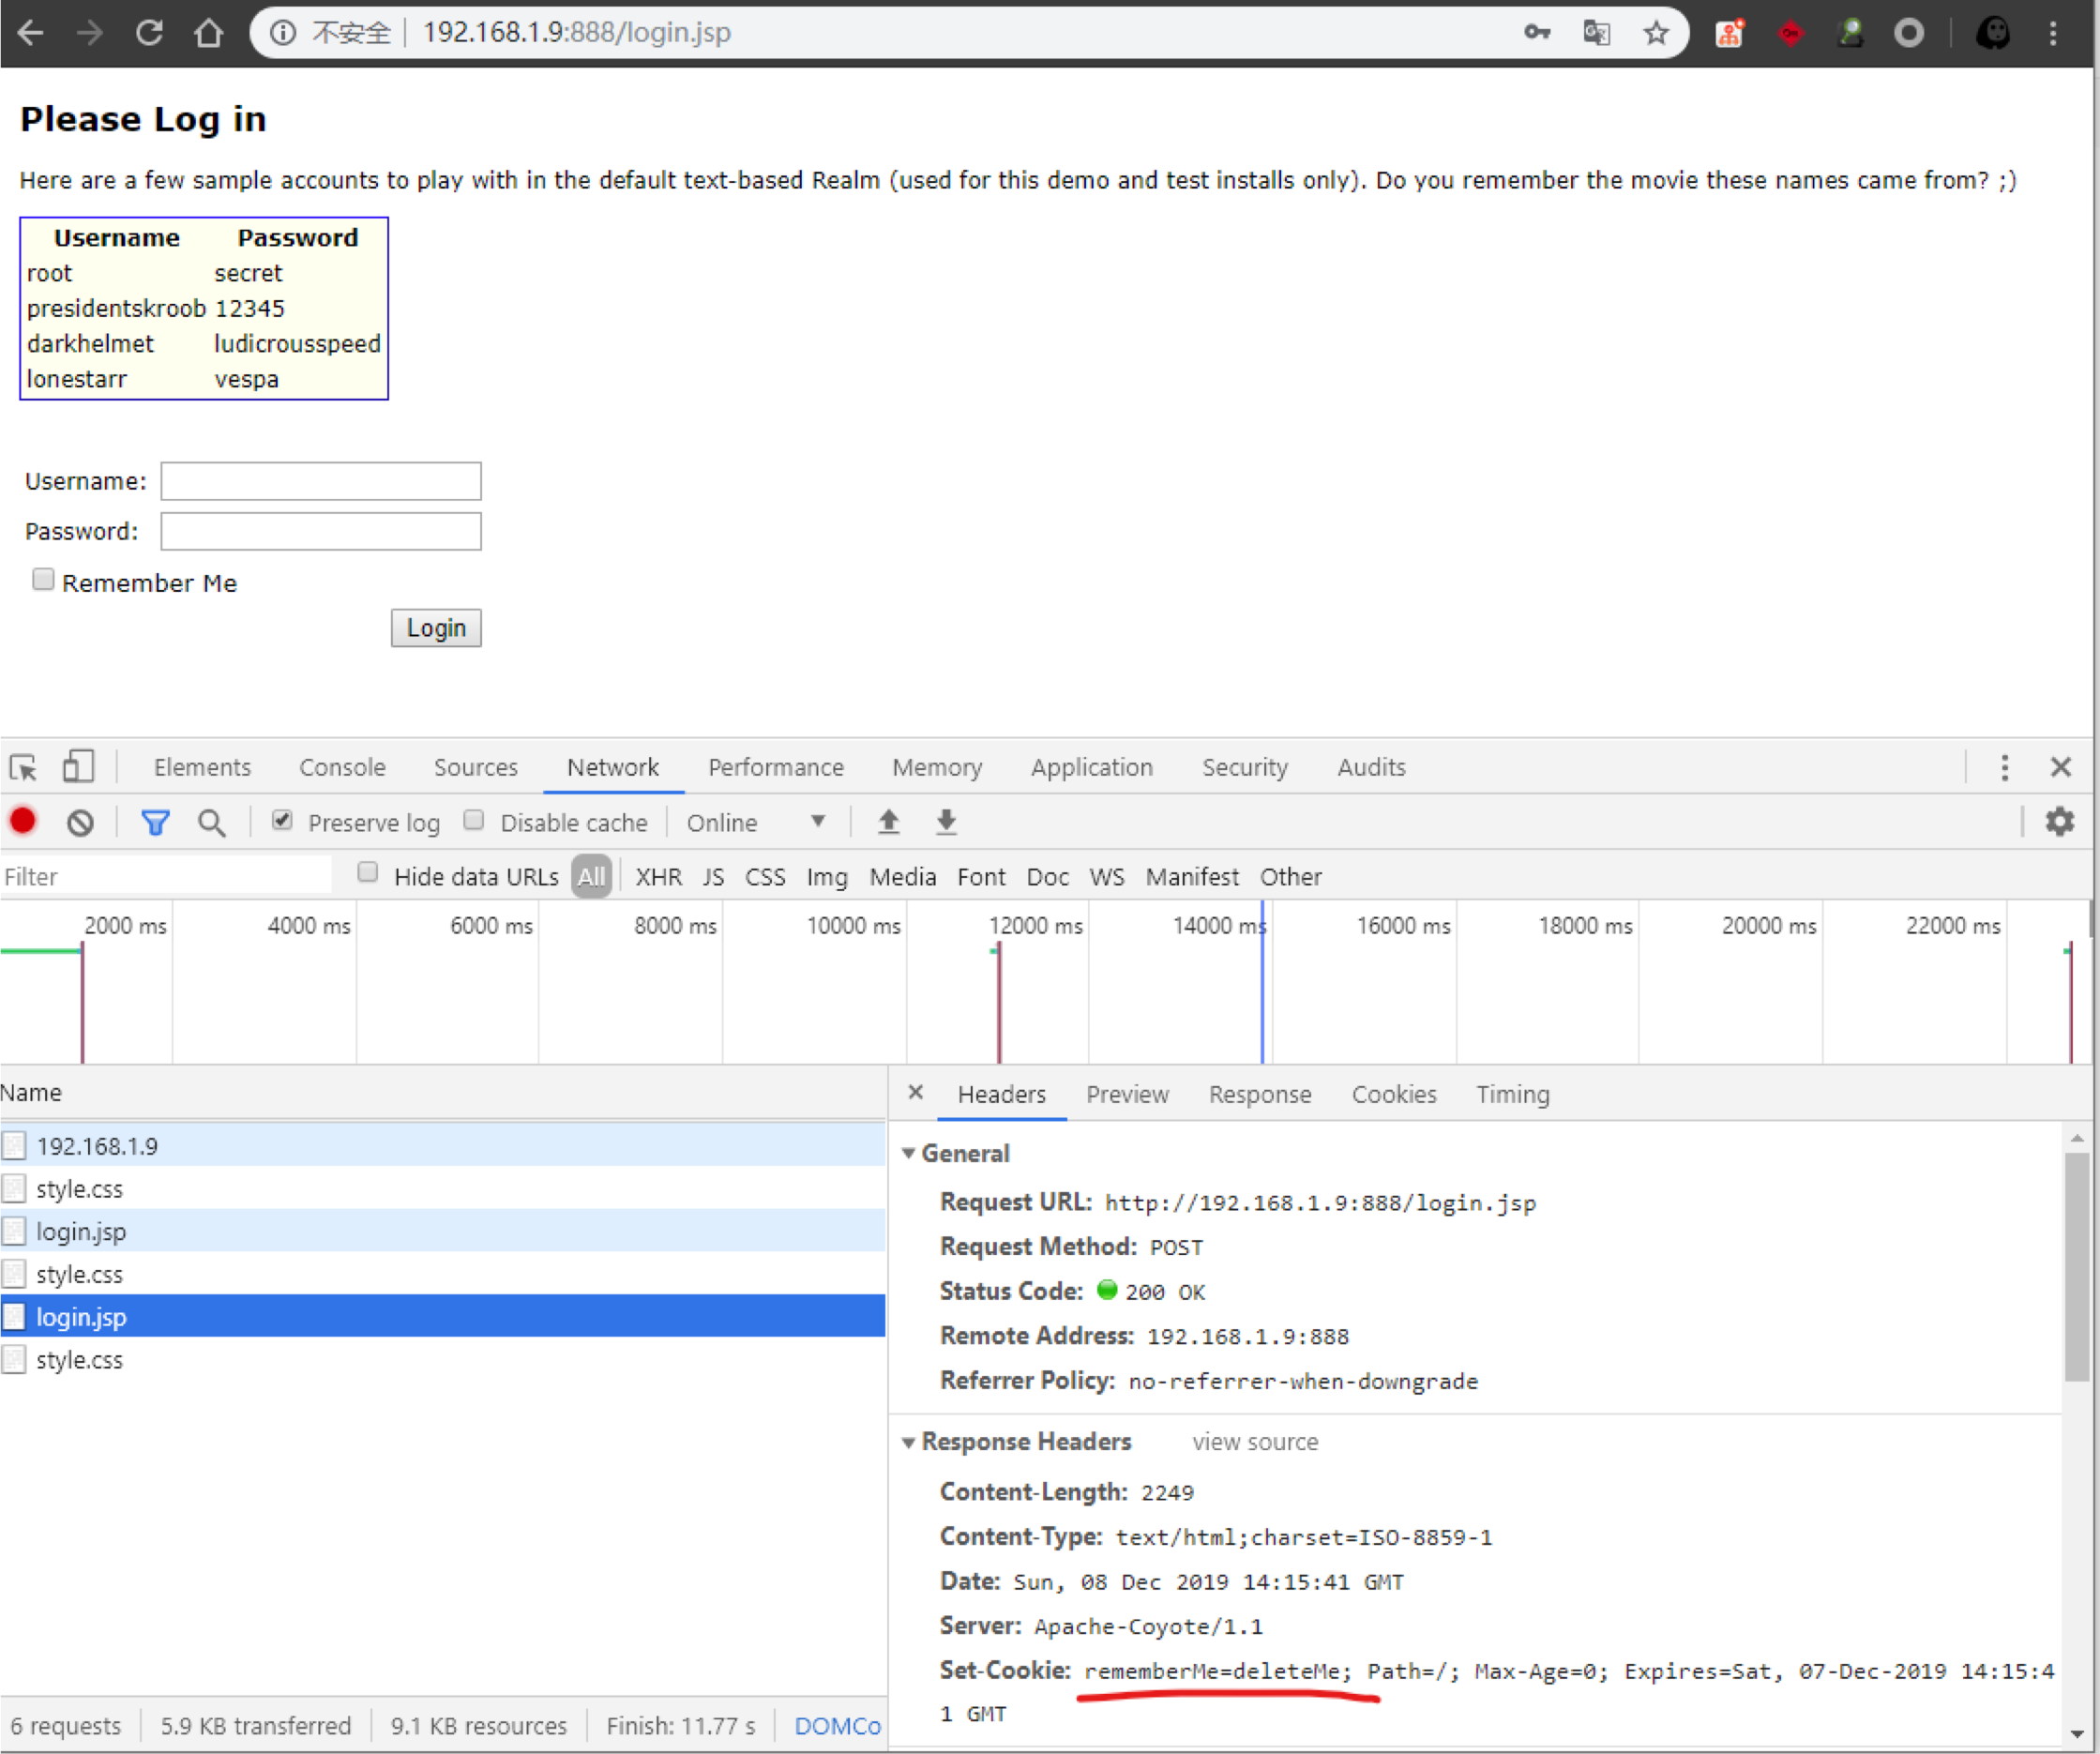 不安全 192.168.1.9:888/login.jsp
Please Log in
Here are a few sample accounts to play with in the default text-based Realm (used for this demo and test installs only). Do you remember the movie these names came from? ;)
Username Password
root secret
presidentskroob 12345
darkhelmet ludicrousspeed
lonestarr vespa
Username:
Password:
Remember Me
Login
Elements Console Sources Network Performance Memory Application Security Audits
Preserve log Disable cache Online
Filter Hide data URLs All XHR JS CSS Img Media Font Doc WS Manifest Other
2000 ms 4000 ms 6000 ms 8000 ms 10000 ms 12000 ms 14000 ms 16000 ms 18000 ms 20000 ms 22000 ms
Name
192.168.1.9
style.css
login.jsp
style.css
login.jsp
style.css
6 requests 5.9 KB transferred 9.1 KB resources Finish: 11.77 s DOMCo
Headers Preview Response Cookies Timing
General
Request URL: http://192.168.1.9:888/login.jsp
Request Method: POST
Status Code: 200 OK
Remote Address: 192.168.1.9:888
Referrer Policy: no-referrer-when-downgrade
Response Headers view source
Content-Length: 2249
Content-Type: text/html;charset=ISO-8859-1
Date: Sun, 08 Dec 2019 14:15:41 GMT
Server: Apache-Coyote/1.1
Set-Cookie: rememberMe=deleteMe; Path=/; Max-Age=0; Expires=Sat, 07-Dec-2019 14:15:4
1 GMT